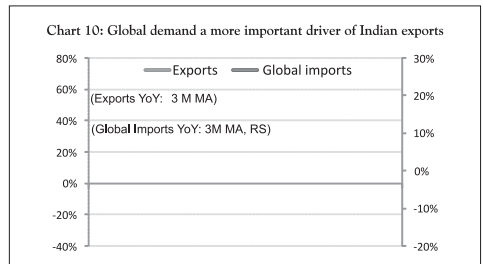 Chart 10: Global demand a more important driver of Indian exports
80% 30%
Exports Global imports
60% (Exports YoY: 3 M MA) 20%
40% (Global Imports YoY: 3M MA, RS) 10%
20% 0%
0%
-20% -10%
-40% -20%